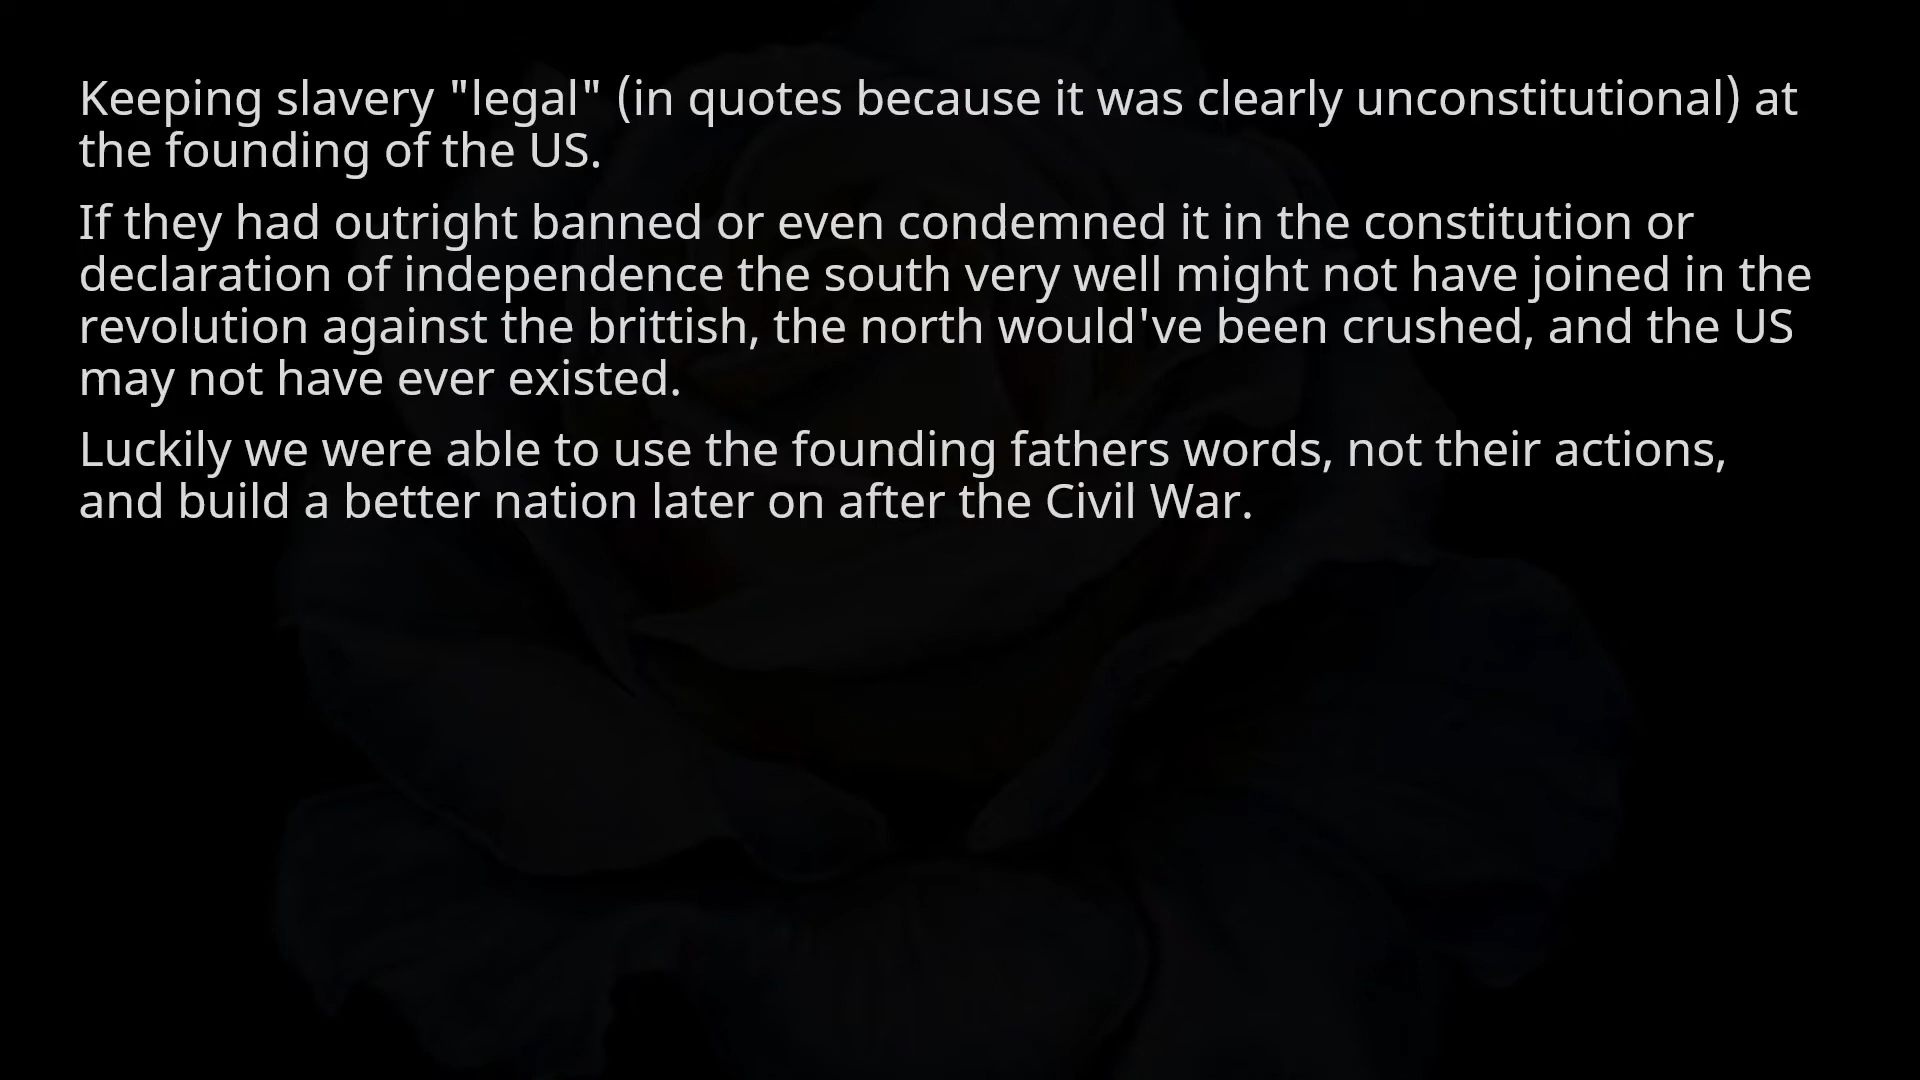 Keeping slavery "legal" (in quotes because it was clearly unconstitutional) at
the founding of the US.
If they had outright banned or even condemned it in the constitution or
declaration of independence the south very well might not have joined in the
revolution against the brittish, the north would've been crushed, and the US
may not have ever existed.
Luckily we were able to use the founding fathers words, not their actions,
and build a better nation later on after the Civil War.